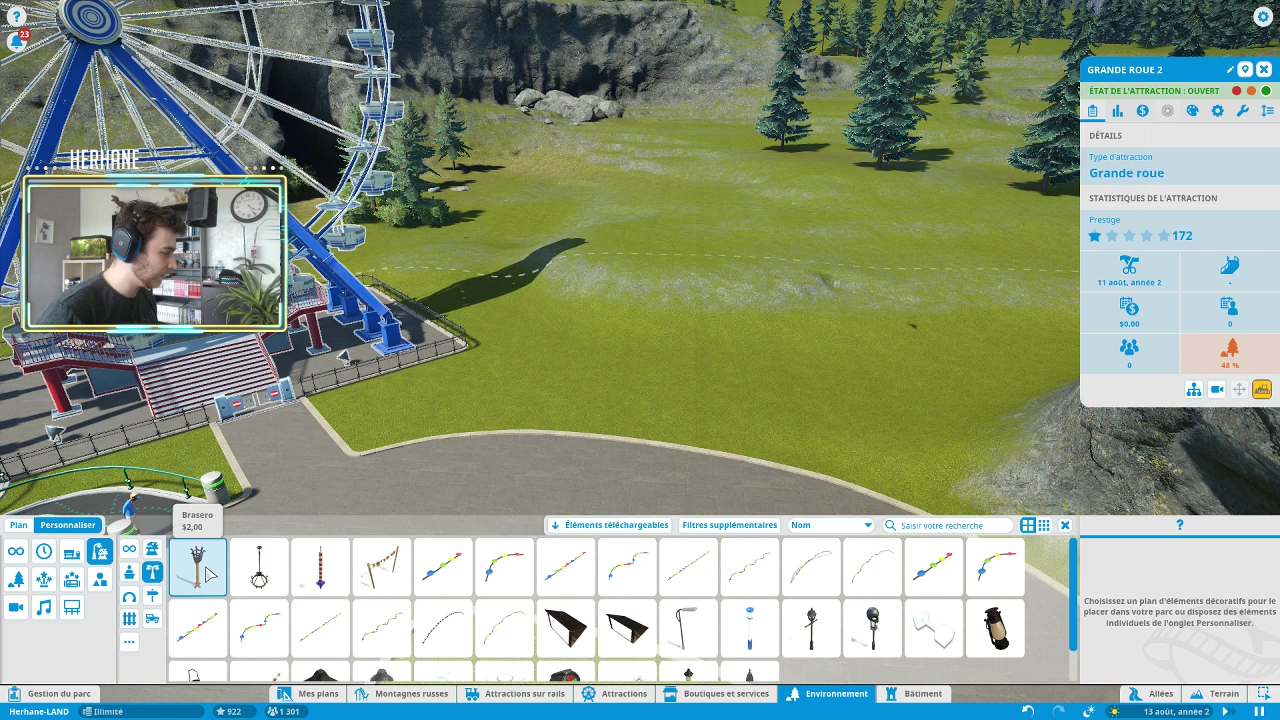 ?
23
HERHANE
GRANDE ROUE 2
ÉTAT DE L'ATTRACTION : OUVERT
DÉTAILS
Type d'attraction
Grande roue
STATISTIQUES DE L'ATTRACTION
Prestige
172
11 août, année 2
-
$0,00
0
0
48 %
Brasero
$2,00
Plan
Personnaliser
Éléments téléchargeables
Filtres supplémentaires
Nom
Saisir votre recherche
?
Choisissez un plan d'éléments décoratifs pour le
placer dans votre parc ou disposez des éléments
individuels de l'onglet Personnaliser.
Gestion du parc
Mes plans
Montagnes russes
Attractions sur rails
Attractions
Boutiques et services
Environnement
Bâtiment
Allées
Terrain
Herhane-LAND
Illimité
922
1 301
13 août, année 2